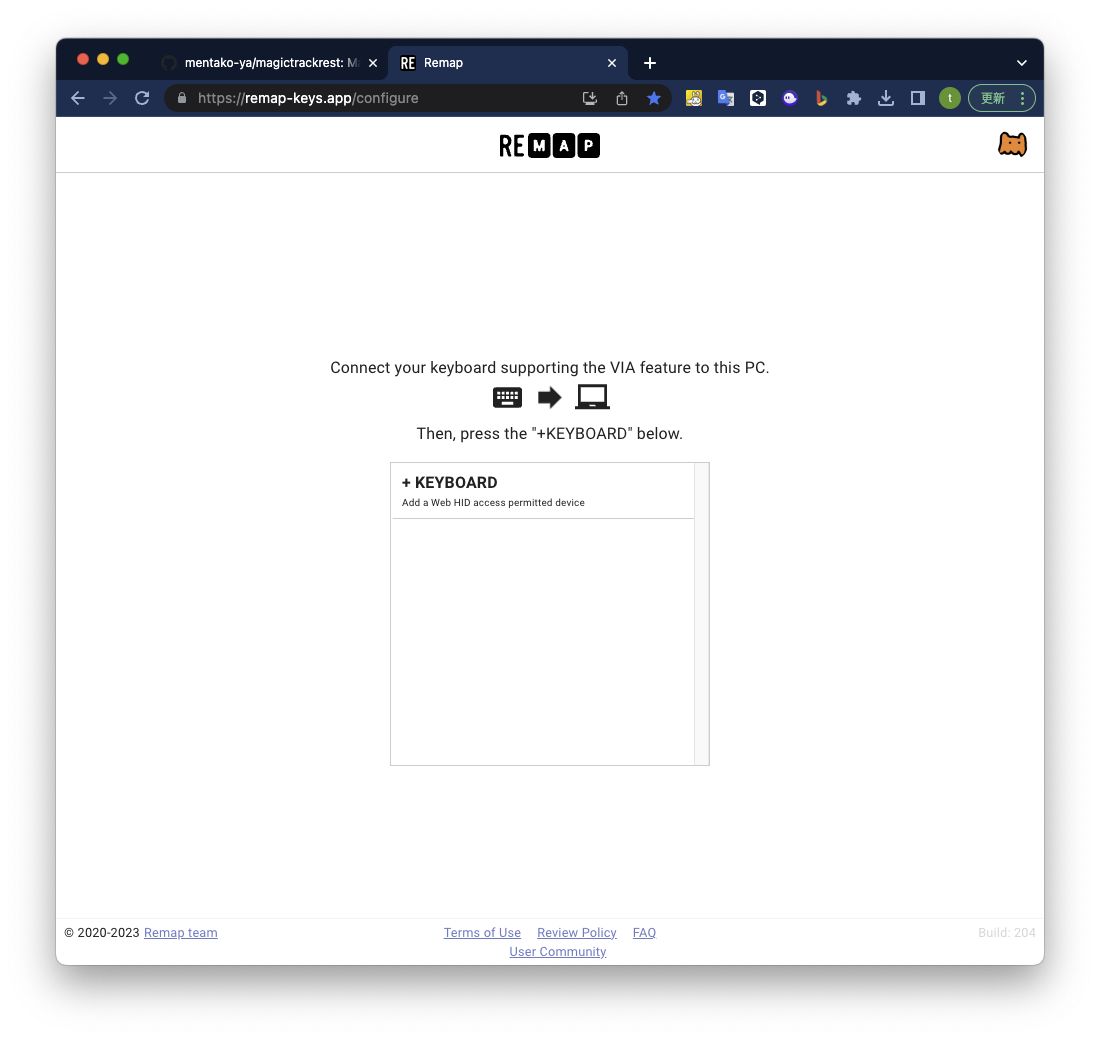 mentako-ya/magictrackrest: M
RE Remap
https://remap-keys.app/configure
t
更新
REMAP
Connect your keyboard supporting the VIA feature to this PC.
Then, press the "+KEYBOARD" below.
+ KEYBOARD
Add a Web HID access permitted device
© 2020-2023 Remap team
Terms of Use Review Policy FAQ
User Community
Build: 204